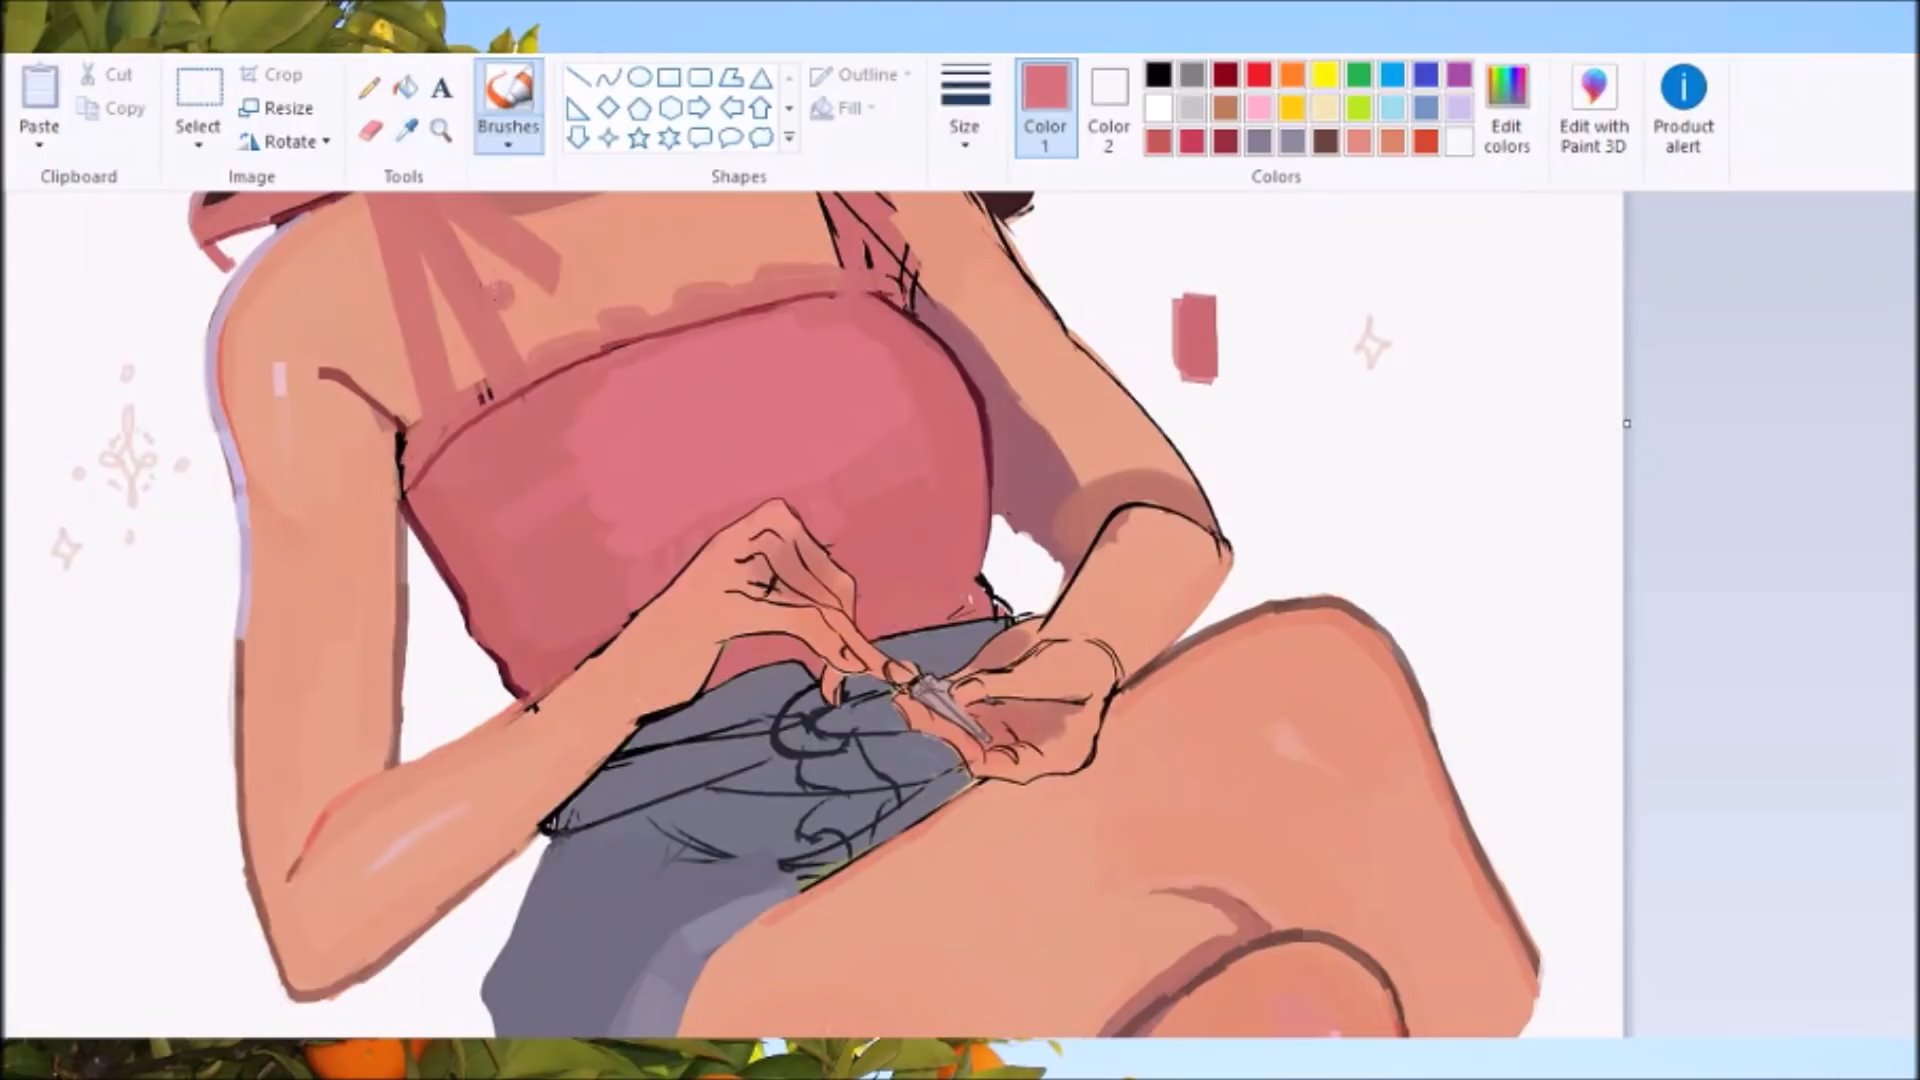 Paste
Cut
Copy
Clipboard
Select
Crop
Resize
Rotate
Image
A
Tools
Brushes
Shapes
Outline
Fill
Size
Color
1
Color
2
Edit
colors
Colors
Edit with
Paint 3D
i
Product
alert